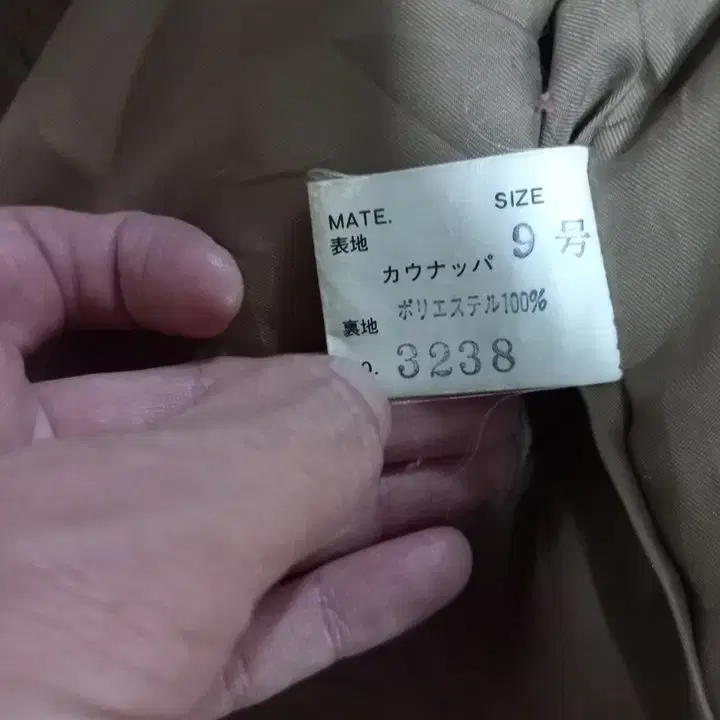 MATE.
SIZE
表地
9号
カウナッパ
ポリエステル100%
裏地
3238